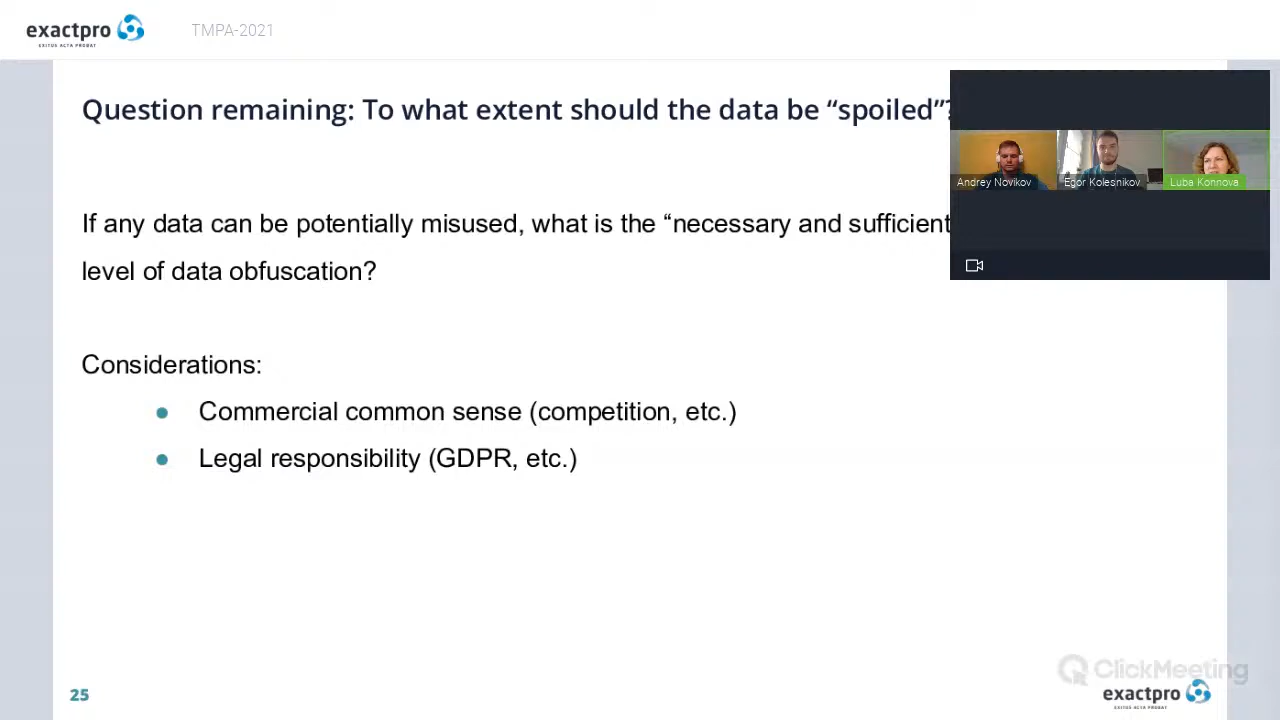 exactpro
EXITUS ACTA PROBAT
TMPA-2021
Question remaining: To what extent should the data be “spoiled”?
Andrey Novikov
Egor Kolesnikov
Luba Konnova
If any data can be potentially misused, what is the “necessary and sufficient
level of data obfuscation?
Considerations:
● Commercial common sense (competition, etc.)
● Legal responsibility (GDPR, etc.)
25
ClickMeeting
exactpro
EXITUS ACTA PROBAT